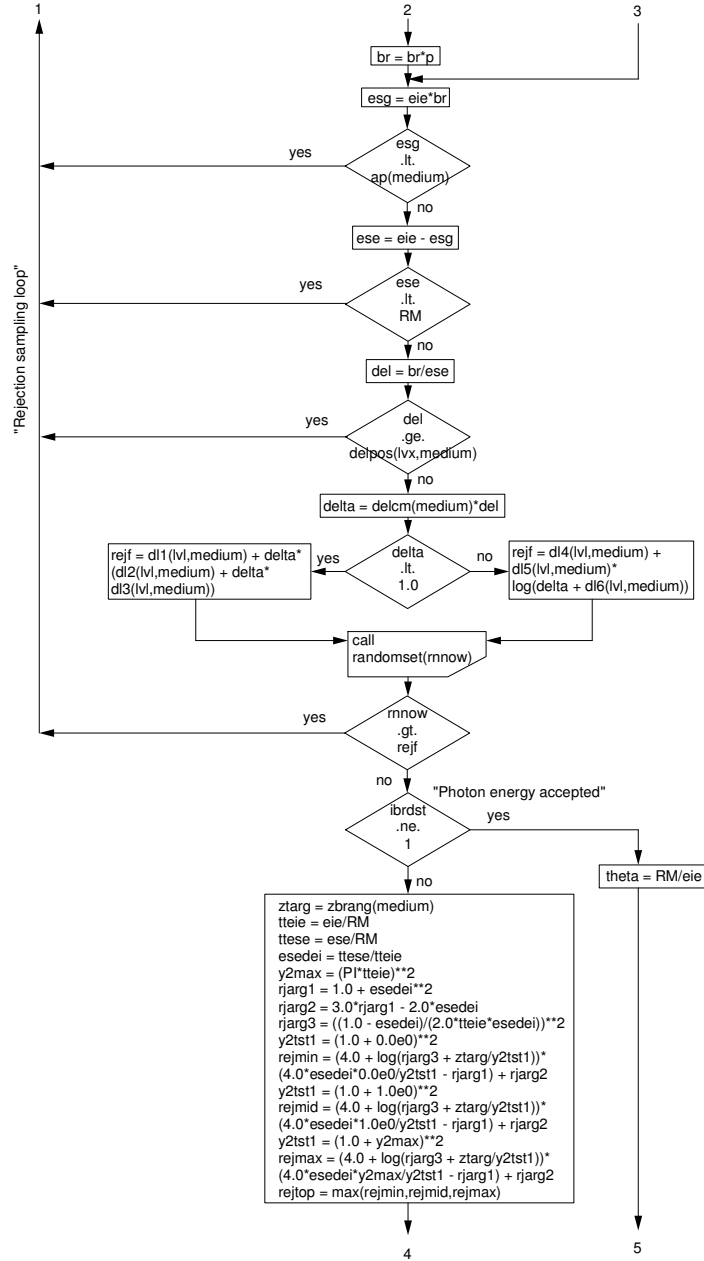 1
2
3
br = br*p
esg = eie*br
esg
.lt.
ap(medium)
yes
no
ese = eie - esg
"Rejection sampling loop"
ese
.lt.
RM
yes
no
del = br/ese
del
.ge.
delpos(lvx,medium)
yes
no
delta = delcm(medium)*del
delta
.lt.
1.0
yes
no
rejf = dl1(lvl,medium) + delta*
(dl2(lvl,medium) + delta*
dl3(lvl,medium))
rejf = dl4(lvl,medium) +
dl5(lvl,medium)*
log(delta + dl6(lvl,medium))
call
randomset(rnnow)
rnnow
.gt.
rejf
yes
no
"Photon energy accepted"
ibrdst
.ne.
1
yes
no
theta = RM/eie
ztarg = zbrang(medium)
tteie = eie/RM
ttese = ese/RM
esedei = ttese/tteie
y2max = (PI*tteie)**2
rjarg1 = 1.0 + esedei**2
rjarg2 = 3.0*rjarg1 - 2.0*esedei
rjarg3 = ((1.0 - esedei)/(2.0*tteie*esedei))**2
y2tst1 = (1.0 + 0.0e0)**2
rejmin = (4.0 + log(rjarg3 + ztarg/y2tst1))*
(4.0*esedei*0.0e0/y2tst1 - rjarg1) + rjarg2
y2tst1 = (1.0 + 1.0e0)**2
rejmid = (4.0 + log(rjarg3 + ztarg/y2tst1))*
(4.0*esedei*1.0e0/y2tst1 - rjarg1) + rjarg2
y2tst1 = (1.0 + y2max)**2
rejmax = (4.0 + log(rjarg3 + ztarg/y2tst1))*
(4.0*esedei*y2max/y2tst1 - rjarg1) + rjarg2
rejtop = max(rejmin,rejmid,rejmax)
4
5